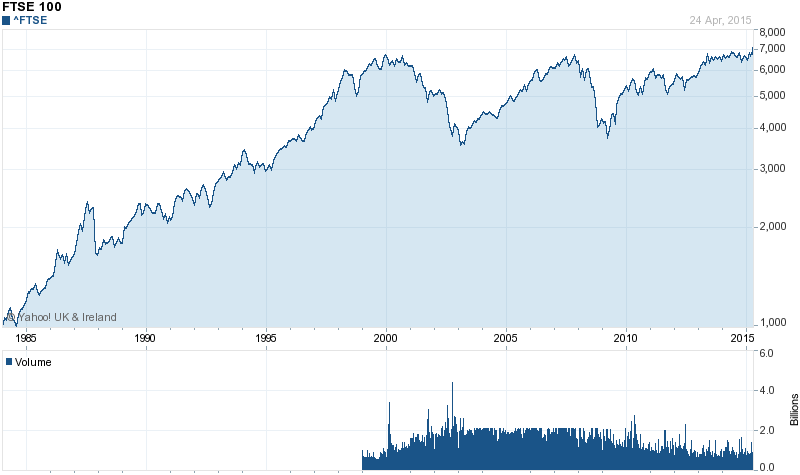 FTSE 100
^FTSE
24 Apr, 2015
8,000
7,000
6,000
5,000
4,000
3,000
2,000
1,000
© Yahoo! UK & Ireland
1985 1990 1995 2000 2005 2010 2015
Volume
6.0
4.0
2.0
0.0
Billions